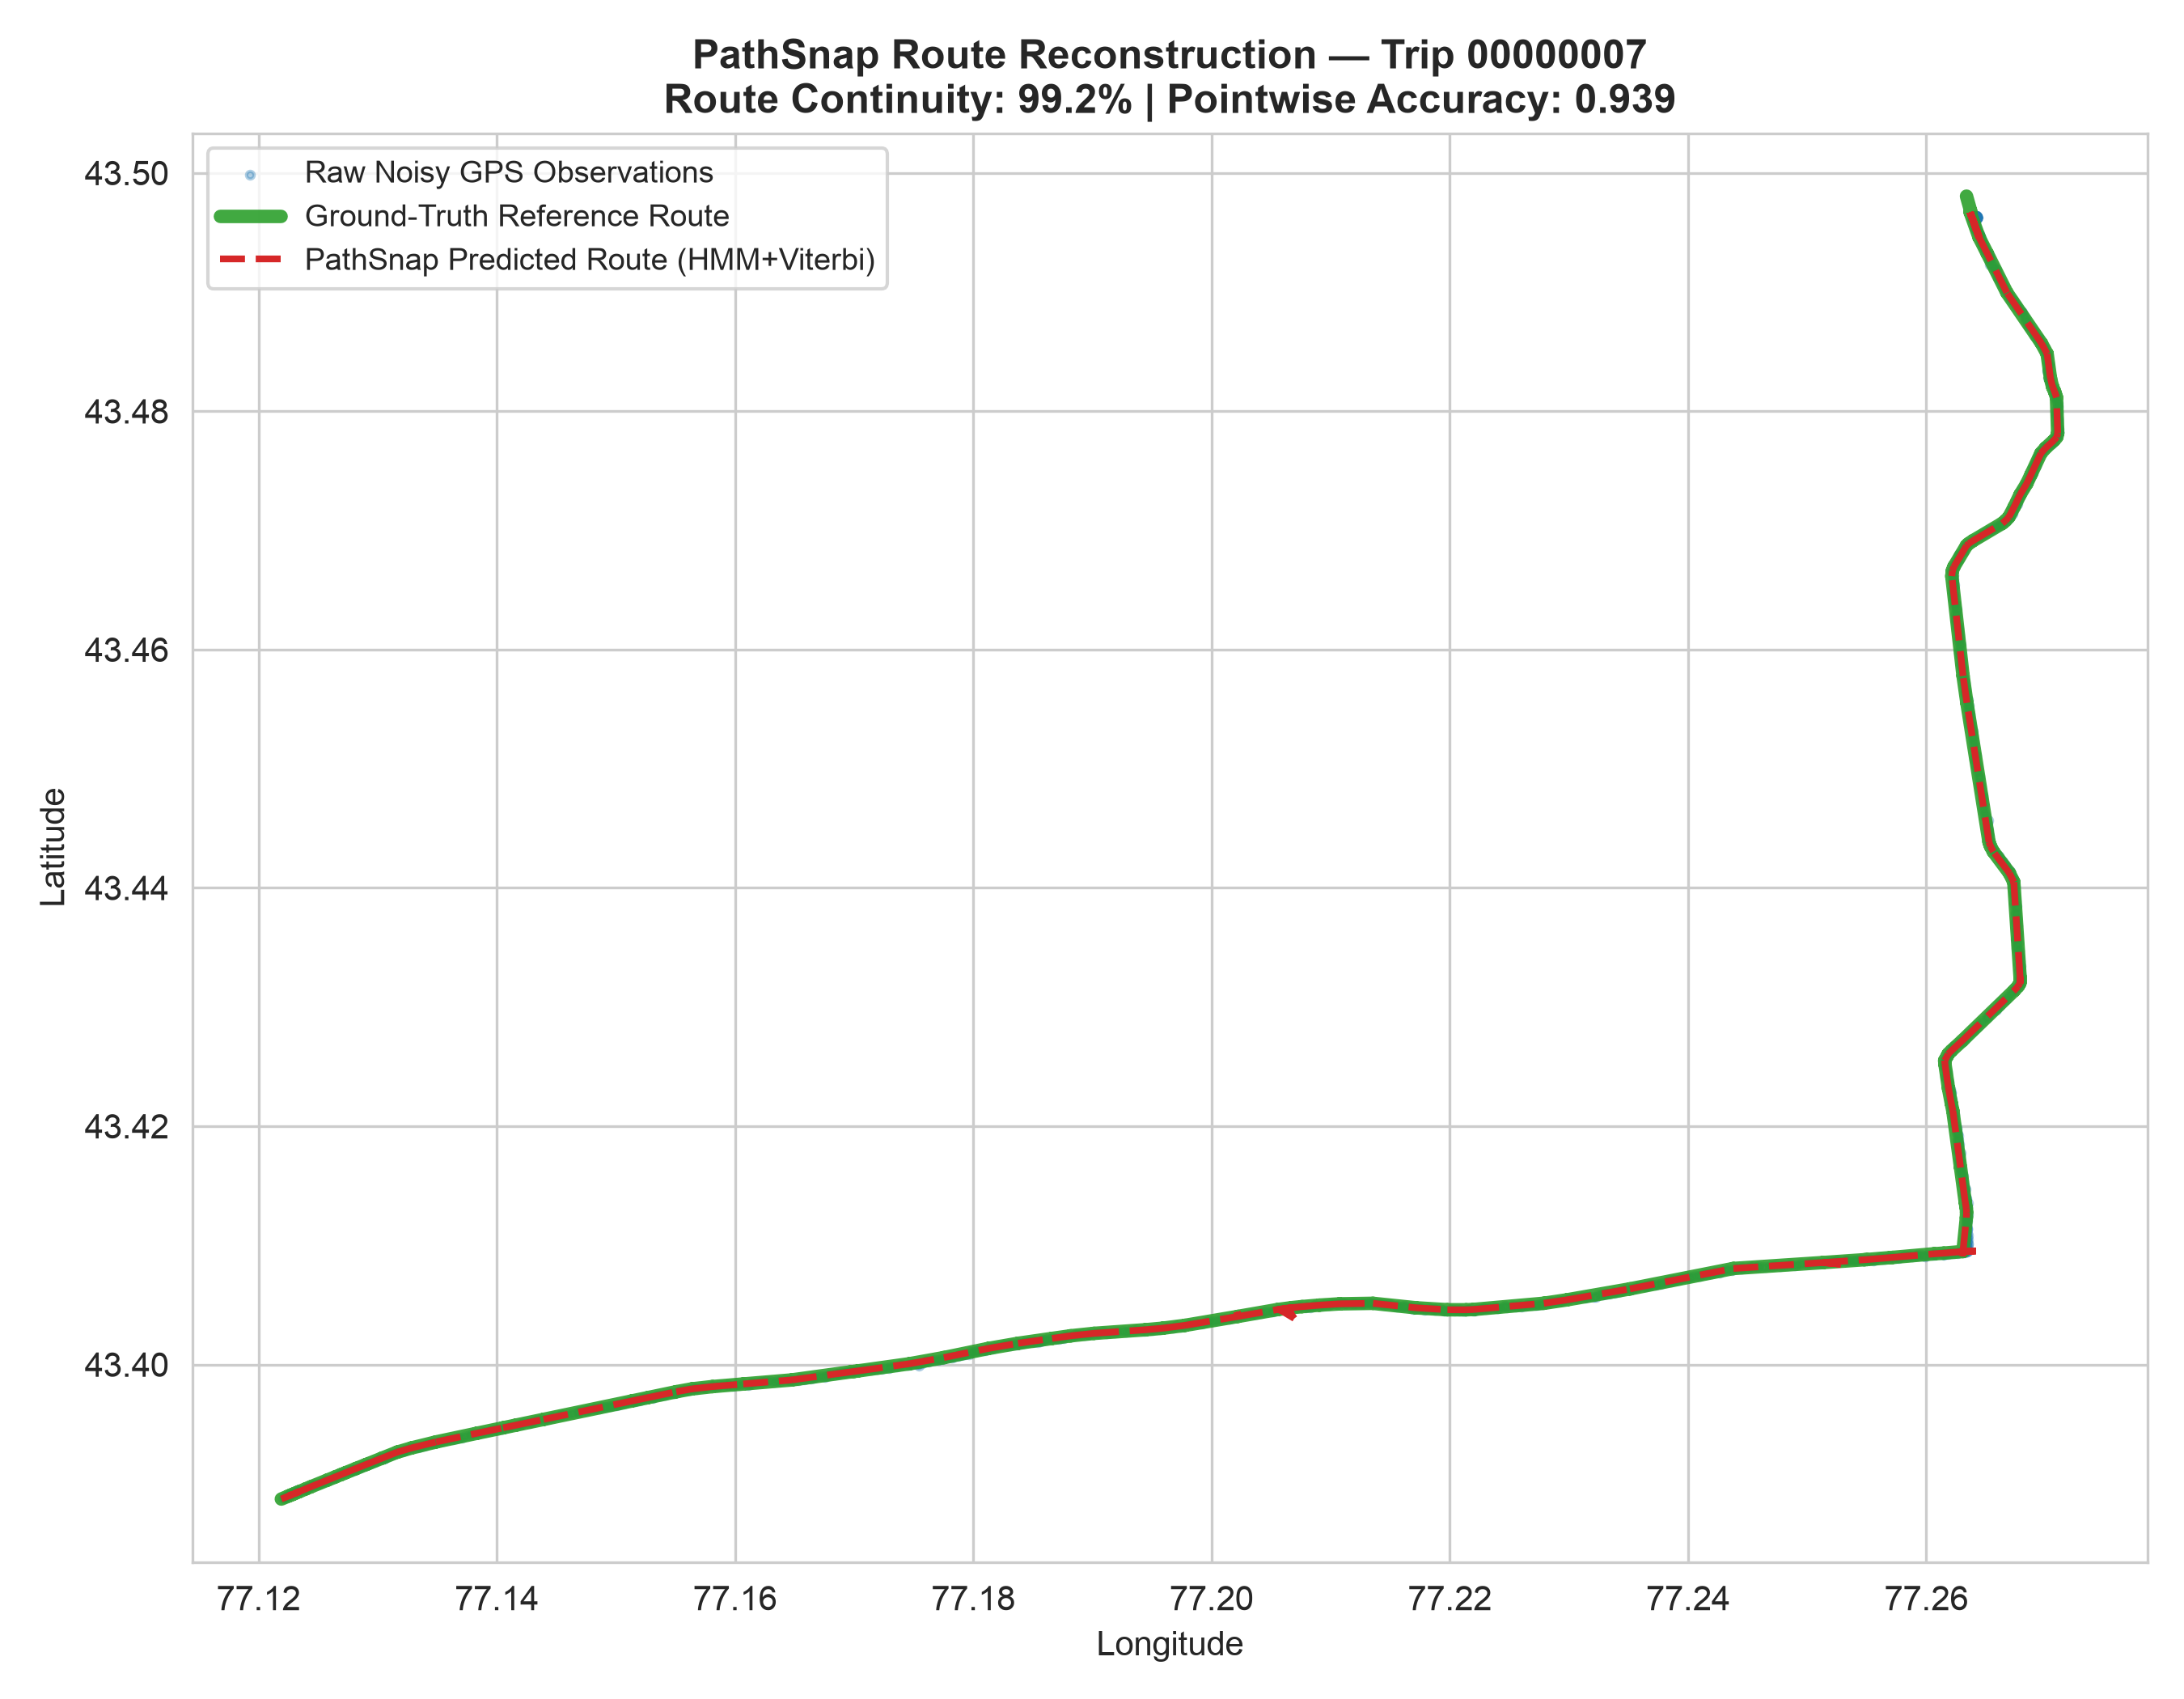 PathSnap Route Reconstruction — Trip 00000007
Route Continuity: 99.2% | Pointwise Accuracy: 0.939
Raw Noisy GPS Observations
Ground-Truth Reference Route
PathSnap Predicted Route (HMM+Viterbi)
43.50
43.48
43.46
43.44
43.42
43.40
Latitude
77.12 77.14 77.16 77.18 77.20 77.22 77.24 77.26
Longitude